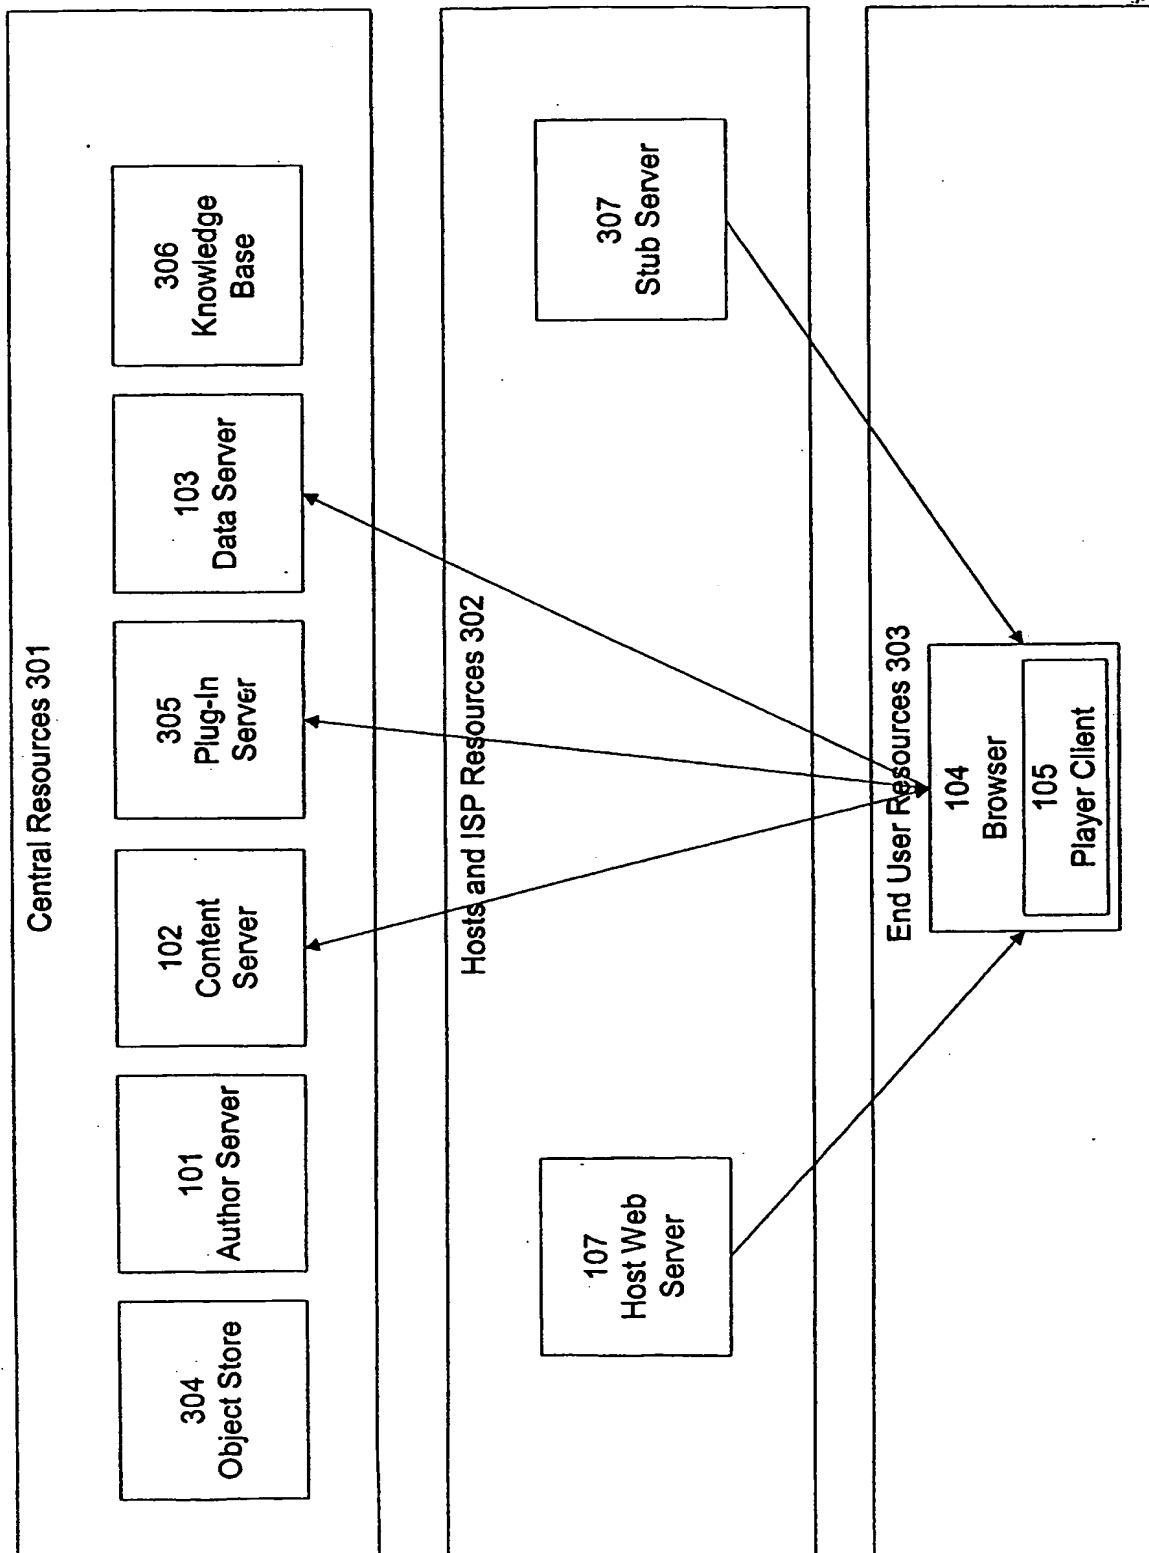 Central Resources 301
304
Object Store
101
Author Server
102
Content
Server
305
Plug-In
Server
103
Data Server
306
Knowledge
Base
Hosts and ISP Resources 302
107
Host Web
Server
307
Stub Server
End User Resources 303
104
Browser
105
Player Client